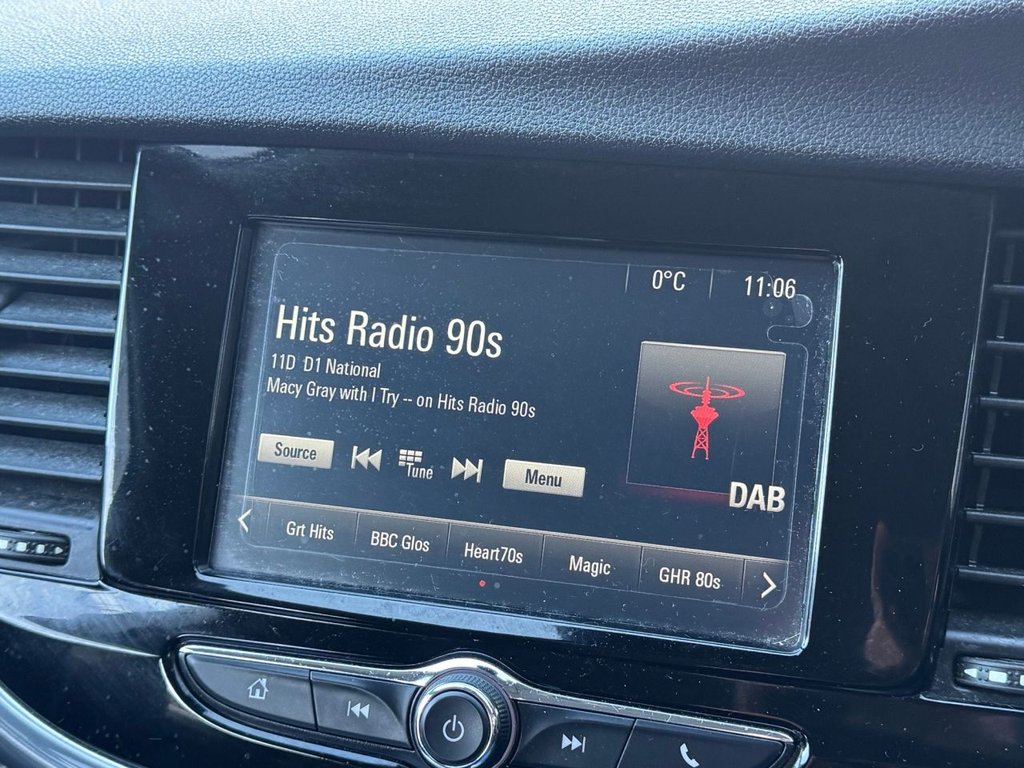 0°C 11:06
Hits Radio 90s
11D D1 National
Macy Gray with I Try -- on Hits Radio 90s
Source Tune Menu
DAB
Grt Hits BBC Glos Heart70s Magic GHR 80s